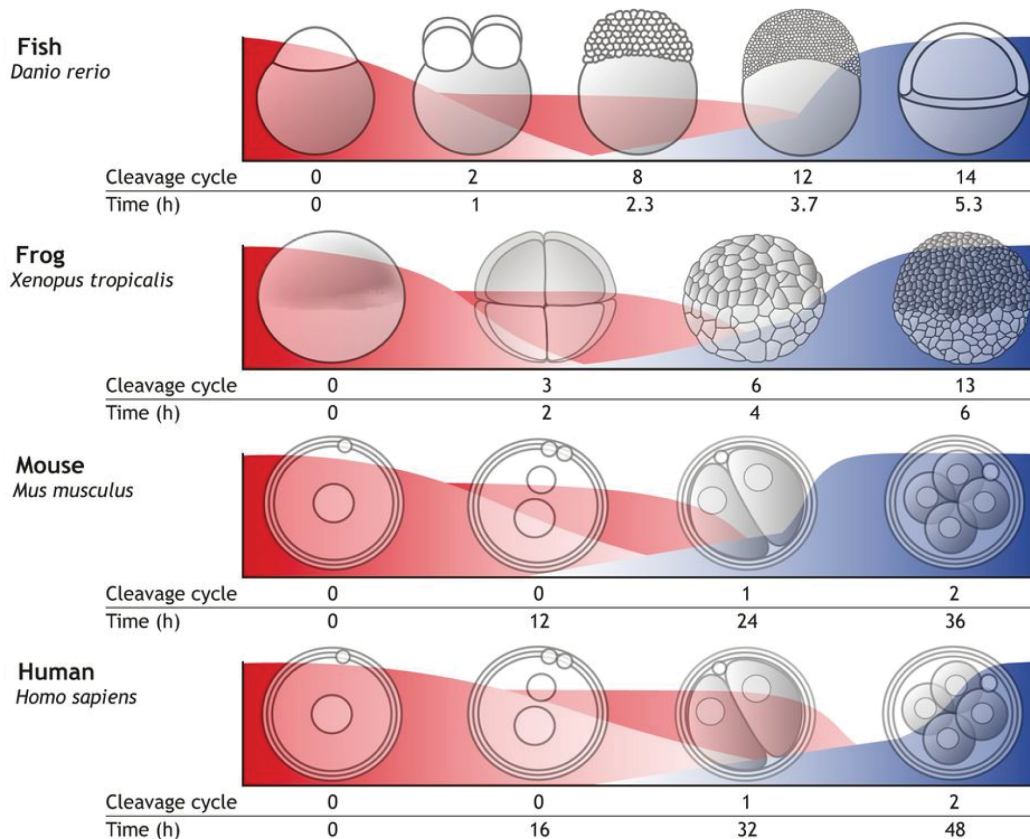 Fish
Danio rerio
Cleavage cycle 0 2 8 12 14
Time (h) 0 1 2.3 3.7 5.3
Frog
Xenopus tropicalis
Cleavage cycle 0 3 6 13
Time (h) 0 2 4 6
Mouse
Mus musculus
Cleavage cycle 0 0 1 2
Time (h) 0 12 24 36
Human
Homo sapiens
Cleavage cycle 0 0 1 2
Time (h) 0 16 32 48